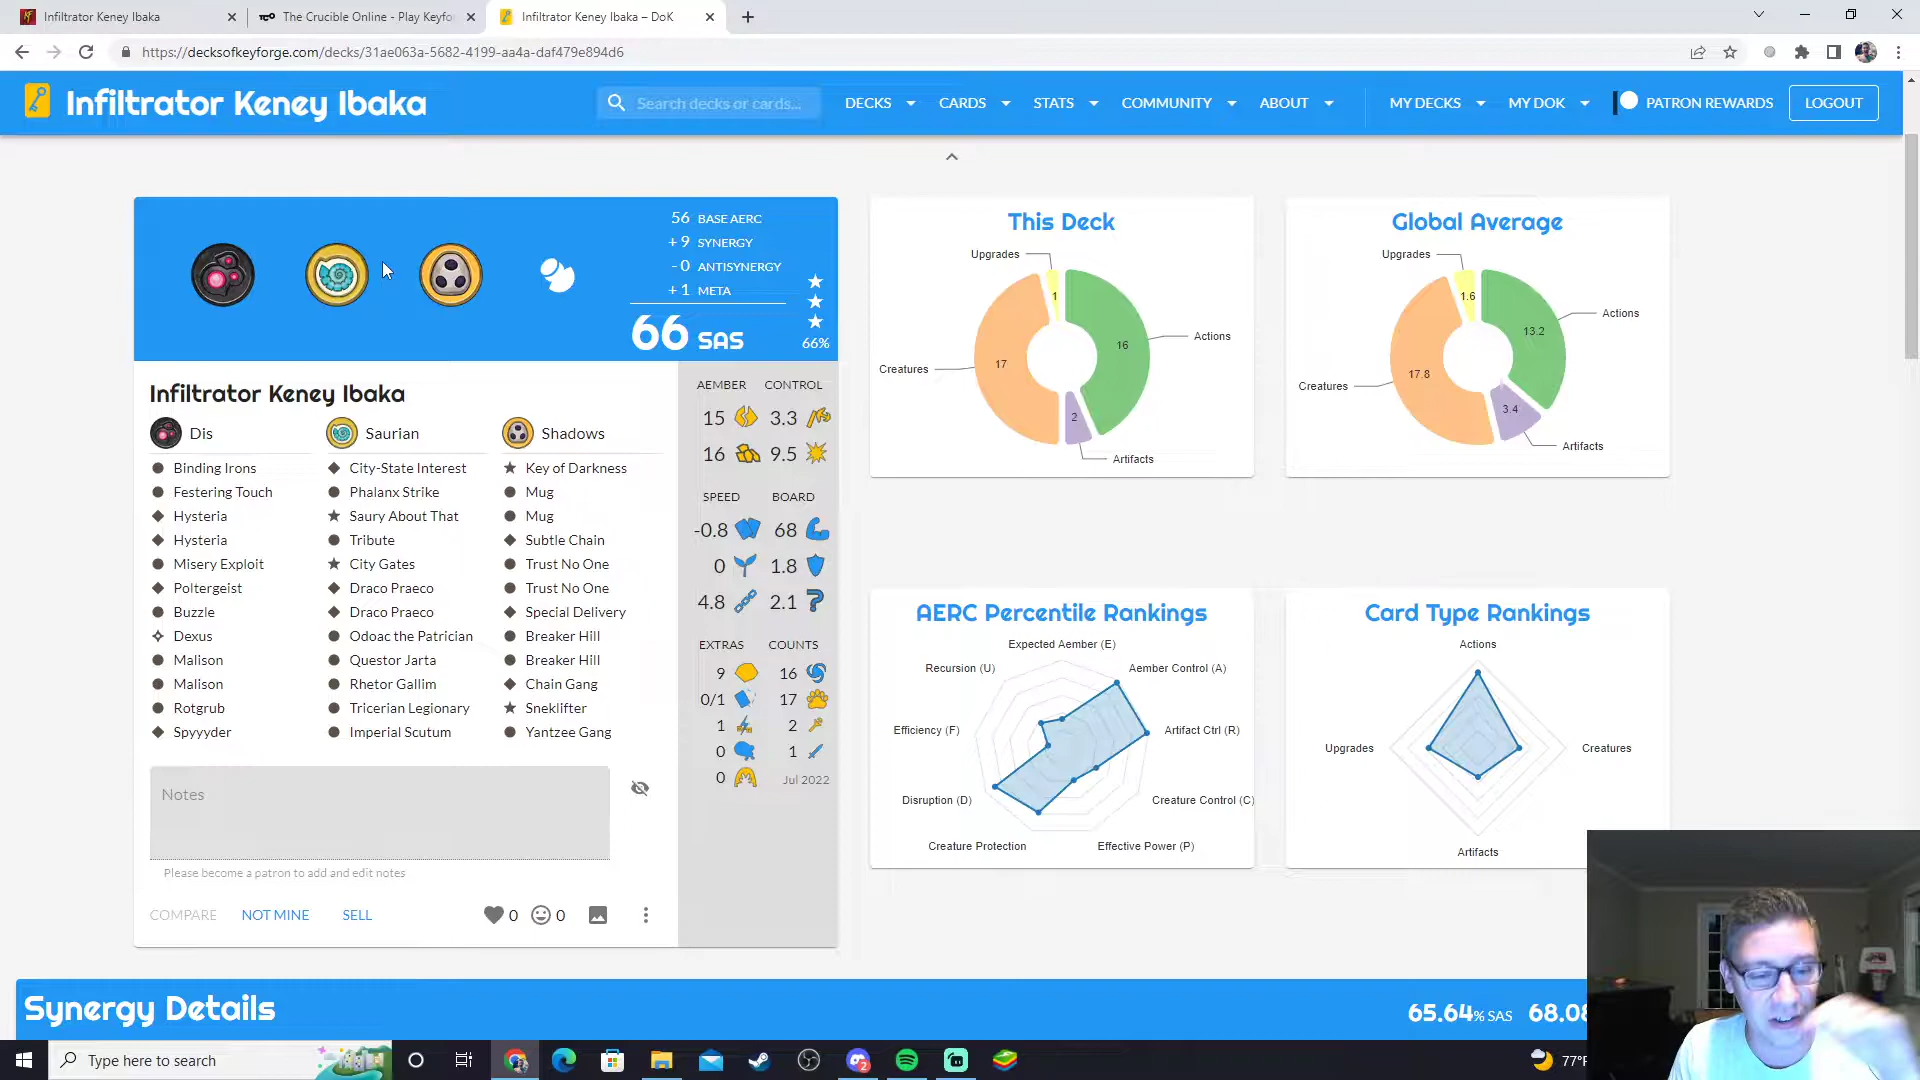 Infiltrator Keney Ibaka
The Crucible Online - Play Keyfo
Infiltrator Keney Ibaka – DoK
https://decksofkeyforge.com/decks/31ae063a-5682-4199-aa4a-daf479e894d6
Infiltrator Keney Ibaka
Search decks or cards...
DECKS
CARDS
STATS
COMMUNITY
ABOUT
MY DECKS
MY DOK
PATRON REWARDS
LOGOUT
56 BASE AERC
+ 9 SYNERGY
- 0 ANTISYNERGY
+ 1 META
66 SAS
66%
Infiltrator Keney Ibaka
Dis
Binding Irons
Festering Touch
Hysteria
Hysteria
Misery Exploit
Poltergeist
Buzzle
Dexus
Malison
Malison
Rotgrub
Spyyyder
Saurian
City-State Interest
Phalanx Strike
Saury About That
Tribute
City Gates
Draco Praeco
Draco Praeco
Odoac the Patrician
Questor Jarta
Rhetor Gallim
Tricerian Legionary
Imperial Scutum
Shadows
Key of Darkness
Mug
Mug
Subtle Chain
Trust No One
Trust No One
Special Delivery
Breaker Hill
Breaker Hill
Chain Gang
Sneklifter
Yantzee Gang
AEMBER CONTROL
15 3.3
16 9.5
SPEED BOARD
-0.8 68
0 1.8
4.8 2.1
EXTRAS COUNTS
9 16
0/1 17
1 2
0 1
0 Jul 2022
Notes
Please become a patron to add and edit notes
COMPARE
NOT MINE
SELL
0
0
This Deck
Upgrades
1
Actions
16
Creatures
17
2
Artifacts
Global Average
Upgrades
1.6
Actions
13.2
Creatures
17.8
3.4
Artifacts
AERC Percentile Rankings
Expected Aember (E)
Recursion (U)
Aember Control (A)
Efficiency (F)
Artifact Ctrl (R)
Disruption (D)
Creature Control (C)
Creature Protection
Effective Power (P)
Card Type Rankings
Actions
Upgrades
Creatures
Artifacts
Synergy Details
65.64% SAS 68.08
Type here to search
2
77°F